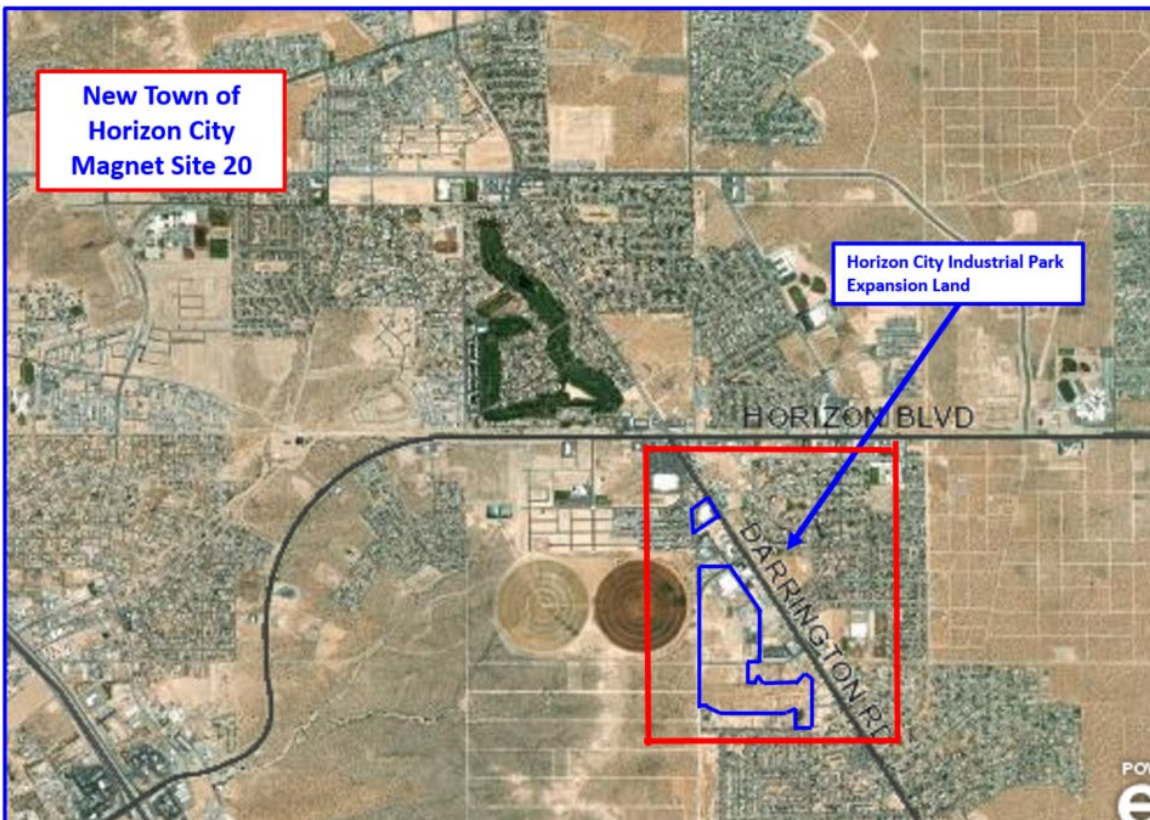 New Town of
Horizon City
Magnet Site 20
Horizon City Industrial Park
Expansion Land
HORIZON BLVD
DARRINGTON RD